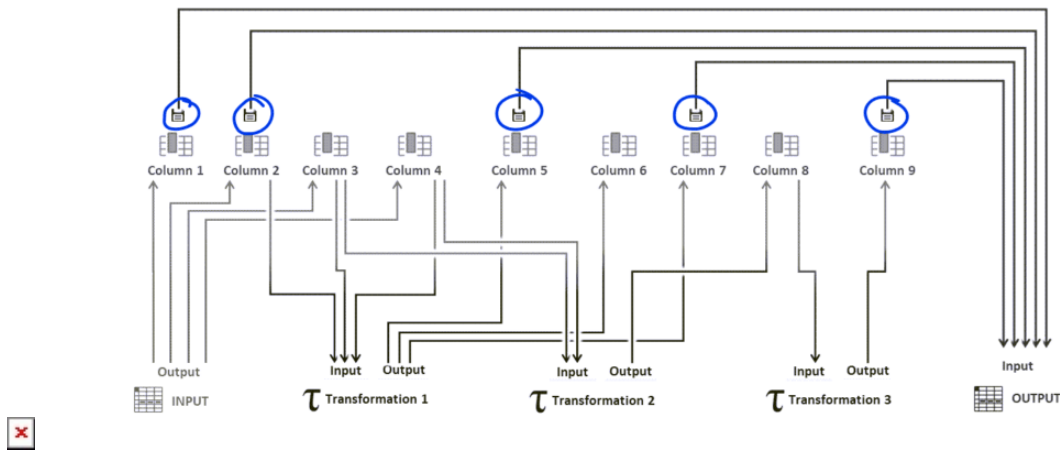 Column 1 Column 2 Column 3 Column 4 Column 5 Column 6 Column 7 Column 8 Column 9
Output Input Output Input Output Input Output Input
INPUT τ Transformation 1 τ Transformation 2 τ Transformation 3 OUTPUT